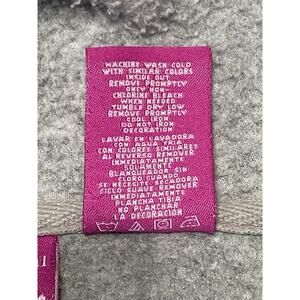 MACHINE WASH COLD
WITH SIMILAR COLORS
INSIDE OUT
REMOVE PROMPTLY
ONLY NON-
CHLORINE BLEACH
WHEN NEEDED
TUMBLE DRY LOW
REMOVE PROMPTLY
COOL IRON
DO NOT IRON
DECORATION
LAVAR EN LAVADORA
CON AGUA FRIA
CON COLORES SIMILARES
AL REVERSO REMOVER
INMEDIATAMENTE
SOLAMENTE
BLANQUEADOR SIN
CLORO CUANDO
SE NECESITE SECADORA
CICLO SUAVE REMOVER
INMEDIATAMENTE
PLANCHA TIBIA
NO PLANCHAR
LA DECORACION